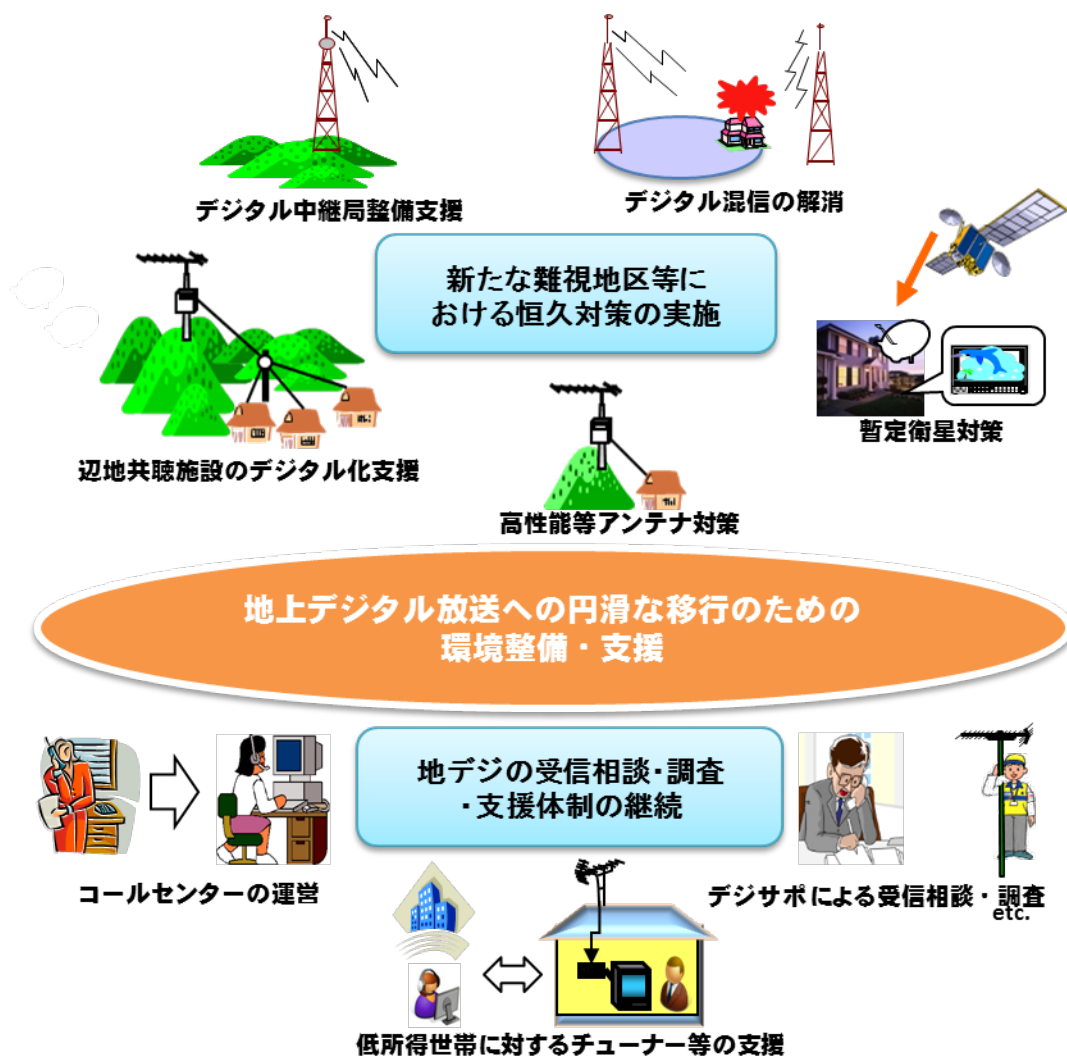 デジタル中継局整備支援
デジタル混信の解消
新たな難視地区等に
おける恒久対策の実施
暫定衛星対策
辺地共聴施設のデジタル化支援
高性能等アンテナ対策
地上デジタル放送への円滑な移行のための
環境整備・支援
地デジの受信相談・調査
・支援体制の継続
コールセンターの運営
デジサポによる受信相談・調査
etc.
低所得世帯に対するチューナー等の支援